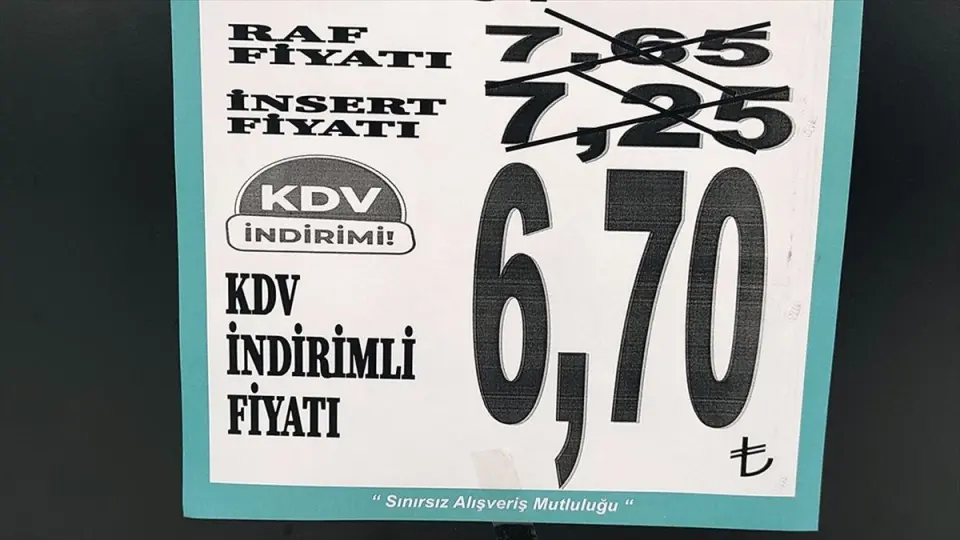 RAF
FİYATI
7,65
İNSERT
FİYATI
7,25
KDV
İNDİRİMİ!
KDV
İNDİRİMLİ
FİYATI
6,70
₺
" Sınırsız Alışveriş Mutluluğu "